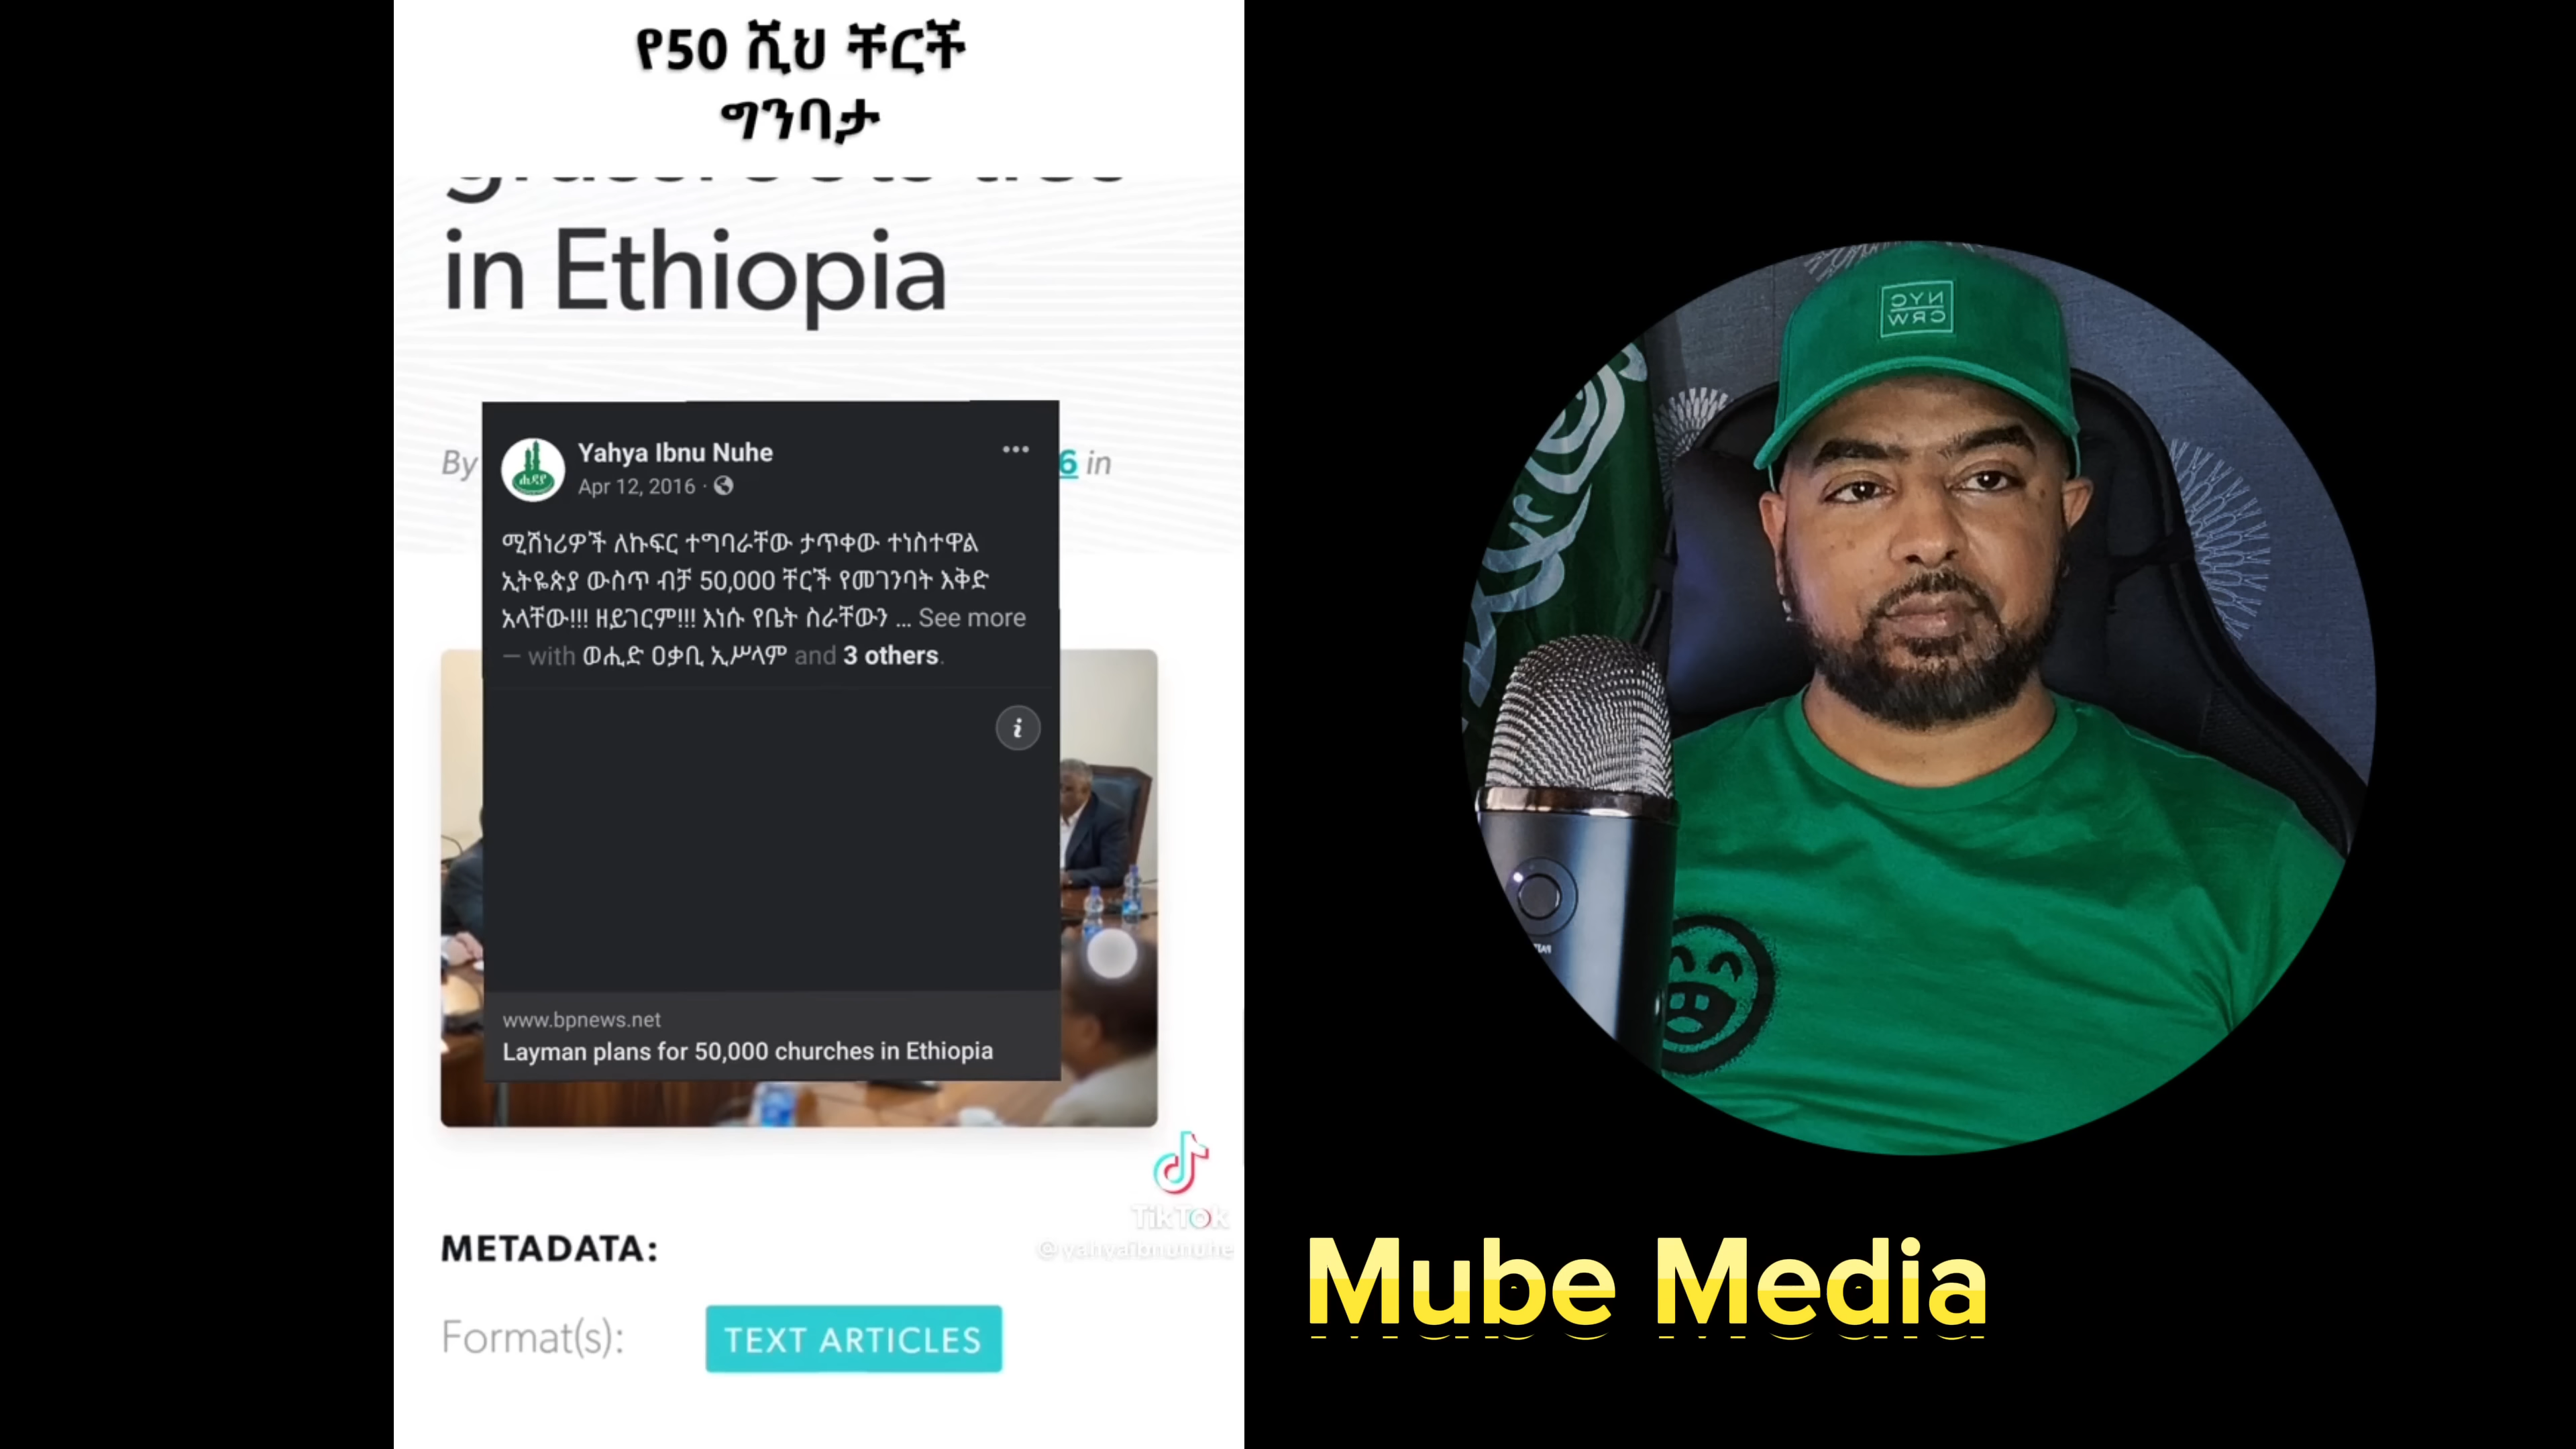 የ50 ሺህ ቸርች
ግንባታ
in Ethiopia
By
6 in
Yahya Ibnu Nuhe
Apr 12, 2016 ·
ሚሽነሪዎች ለኩፍር ተግባራቸው ታጥቀው ተነስተዋል
ኢትዬጵያ ውስጥ ብቻ 50,000 ቸርች የመገንባት እቅድ
አላቸው!!! ዘይገርም!!! እነሱ የቤት ስራቸውን ... See more
— with ወሒድ ዐቃቢ ኢሥላም and 3 others.
www.bpnews.net
Layman plans for 50,000 churches in Ethiopia
TikTok
@yahyaibnunuhe
METADATA:
Format(s):
TEXT ARTICLES
NYC
CRW
Mube Media